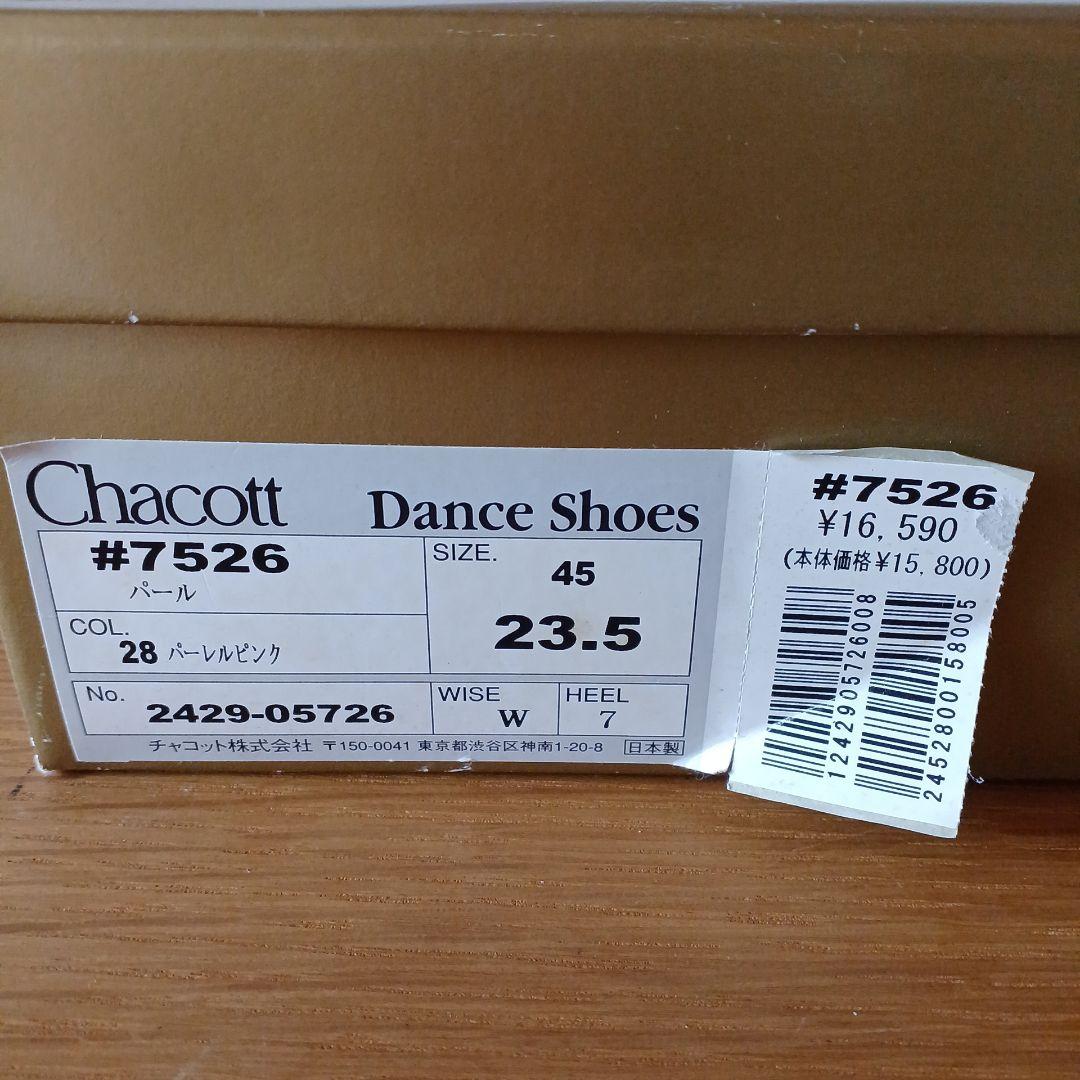 Chacott Dance Shoes
#7526
パール
SIZE.
45
23.5
COL.
28 パーレルピンク
No.
2429-05726
WISE
W
HEEL
7
チャコット株式会社 〒150-0041 東京都渋谷区神南1-20-8 日本製
#7526
¥16,590
(本体価格¥15,800)
1242905726008
2452800158005